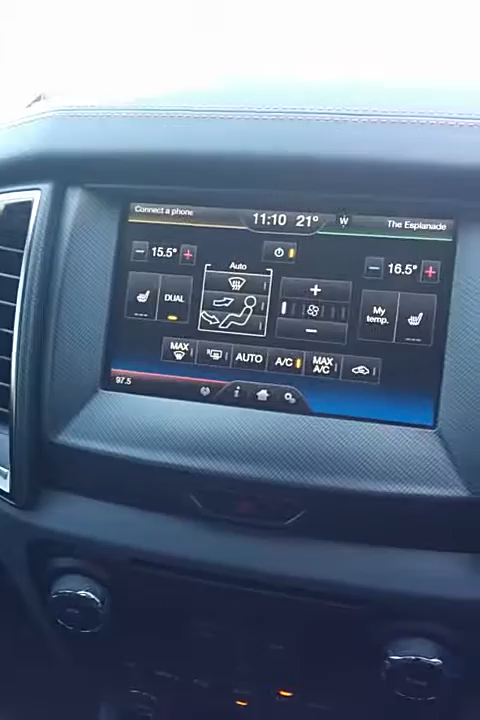 Connect a phone
11:10 21° W
The Esplanade
− 15.5° +
− 16.5° +
Auto
DUAL
+
−
My temp.
MAX
AUTO
A/C
MAX A/C
97.5
i